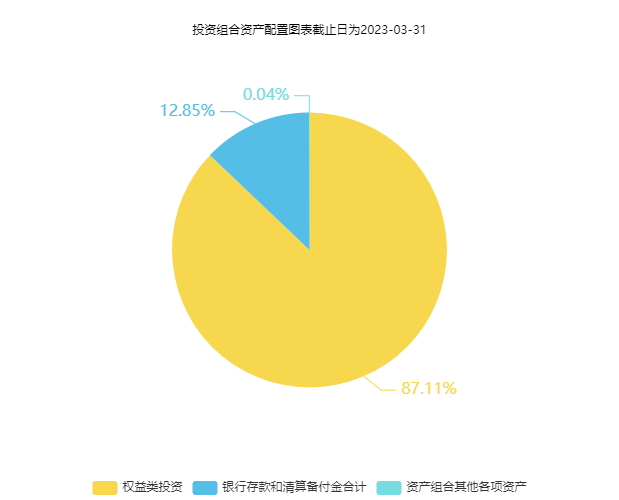 投资组合资产配置图表截止日为2023-03-31
0.04%
12.85%
87.11%
权益类投资 银行存款和清算备付金合计 资产组合其他各项资产